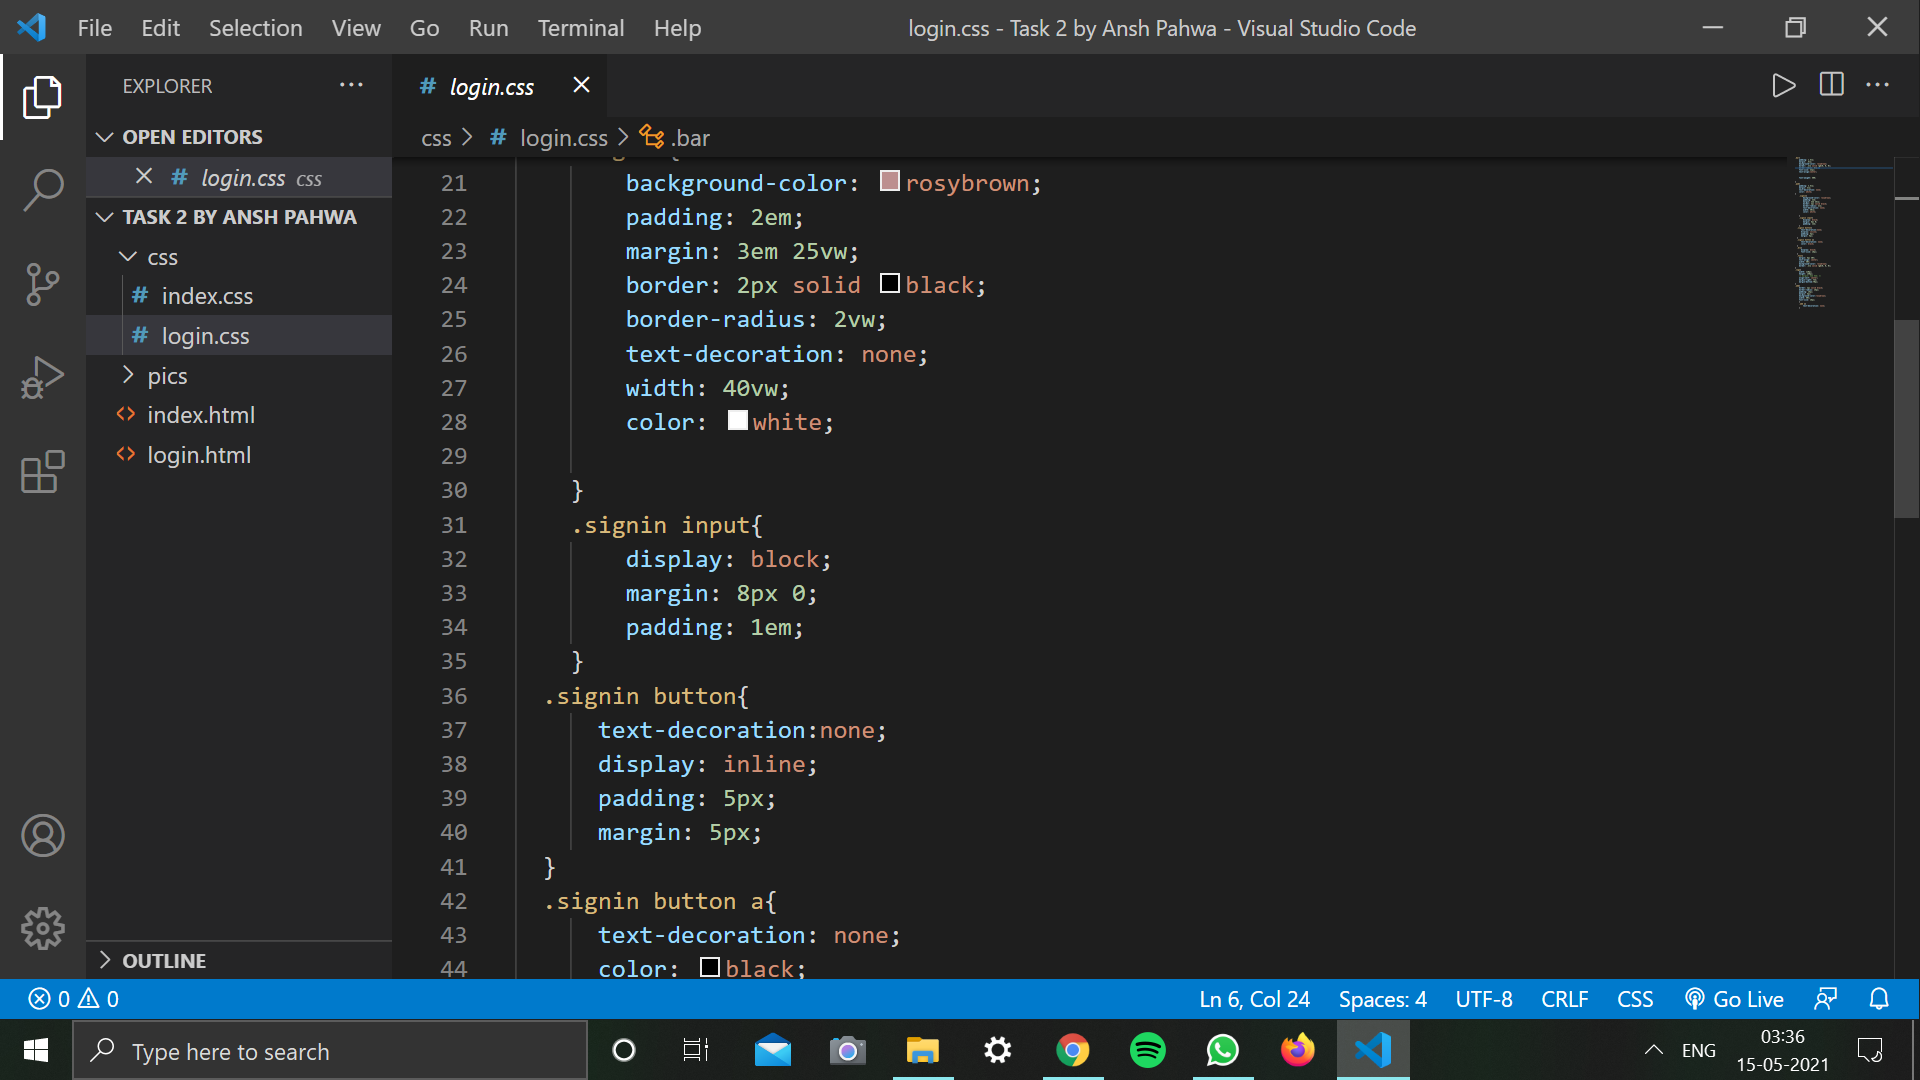 File Edit Selection View Go Run Terminal Help
login.css - Task 2 by Ansh Pahwa - Visual Studio Code
EXPLORER
login.css
OPEN EDITORS
css > # login.css > .bar
# login.css css
TASK 2 BY ANSH PAHWA
css
# index.css
# login.css
pics
<> index.html
<> login.html
OUTLINE
21 background-color: rosybrown;
22 padding: 2em;
23 margin: 3em 25vw;
24 border: 2px solid black;
25 border-radius: 2vw;
26 text-decoration: none;
27 width: 40vw;
28 color: white;
29
30 }
31 .signin input{
32 display: block;
33 margin: 8px 0;
34 padding: 1em;
35 }
36 .signin button{
37 text-decoration:none;
38 display: inline;
39 padding: 5px;
40 margin: 5px;
41 }
42 .signin button a{
43 text-decoration: none;
44 color: black;
0 0
Ln 6, Col 24 Spaces: 4 UTF-8 CRLF CSS Go Live
Type here to search
ENG
03:36
15-05-2021